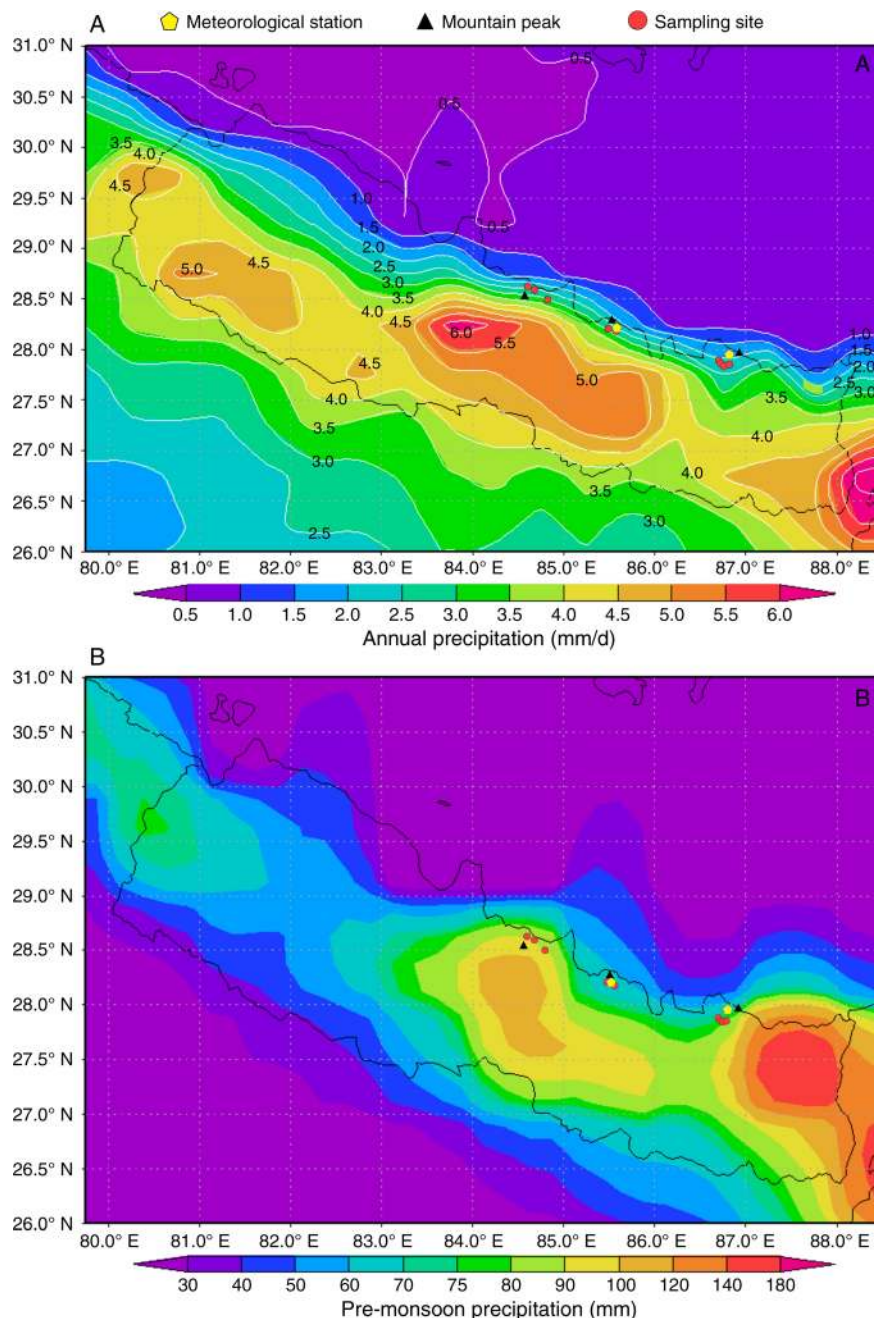 A
Meteorological station
Mountain peak
Sampling site
31.0° N
A
30.5° N
0.5
0.5
30.0° N
3.5
4.0
29.5° N
4.5
1.0
0.5
29.0° N
1.5
2.0
5.0
4.5
2.5
28.5° N
3.0
3.5
4.0
4.5
6.0
1.0
28.0° N
5.5
1.5
4.5
5.0
2.0
2.5
27.5° N
4.0
3.5
3.0
3.5
27.0° N
3.0
4.0
4.0
26.5° N
3.5
2.5
3.0
26.0° N
80.0° E 81.0° E 82.0° E 83.0° E 84.0° E 85.0° E 86.0° E 87.0° E 88.0° E
0.5 1.0 1.5 2.0 2.5 3.0 3.5 4.0 4.5 5.0 5.5 6.0
Annual precipitation (mm/d)
B
31.0° N
B
30.5° N
30.0° N
29.5° N
29.0° N
28.5° N
28.0° N
27.5° N
27.0° N
26.5° N
26.0° N
80.0° E 81.0° E 82.0° E 83.0° E 84.0° E 85.0° E 86.0° E 87.0° E 88.0° E
30 40 50 60 70 75 80 90 100 120 140 180
Pre-monsoon precipitation (mm)